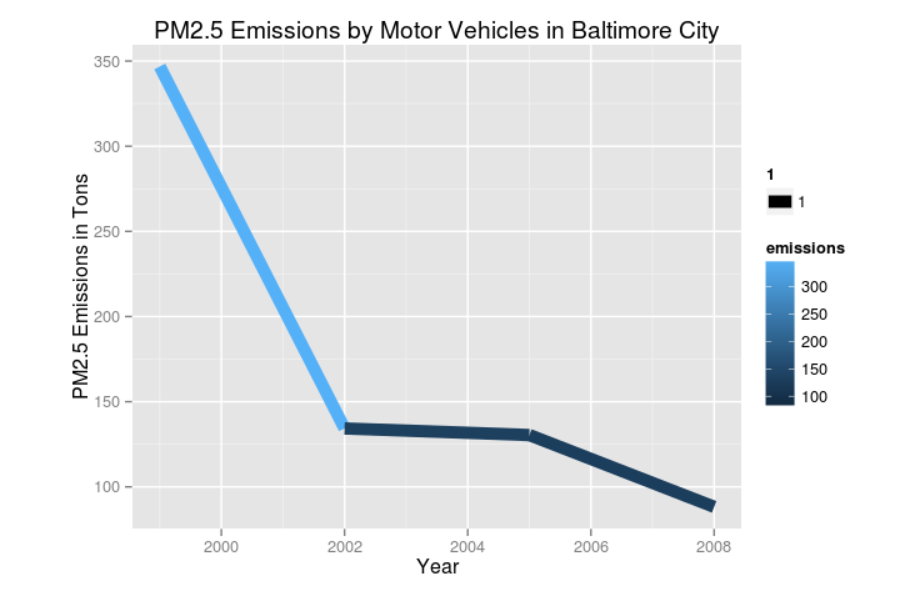 PM2.5 Emissions by Motor Vehicles in Baltimore City
PM2.5 Emissions in Tons
350
300
250
200
150
100
2000 2002 2004 2006 2008
Year
1
1
emissions
300
250
200
150
100